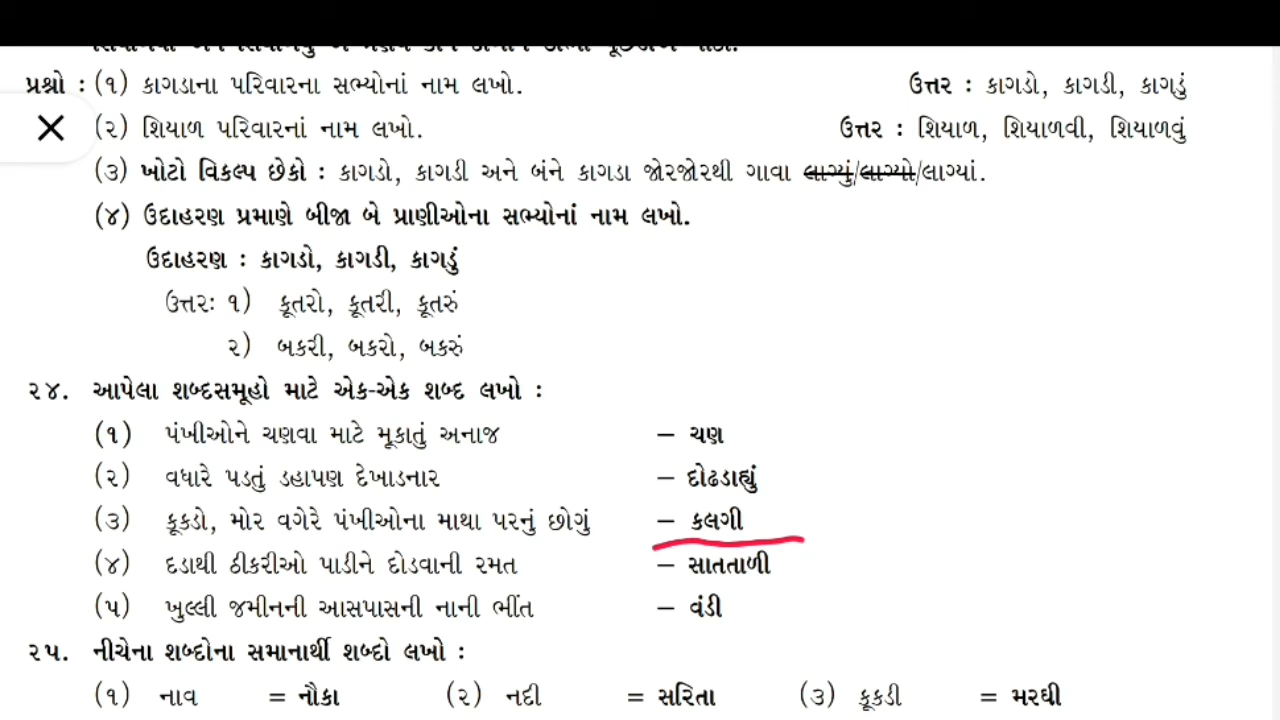 પ્રશ્નો : (૧) કાગડાના પરિવારના સભ્યોનાં નામ લખો. ઉત્તર : કાગડો, કાગડી, કાગડું
(૨) શિયાળ પરિવારનાં નામ લખો. ઉત્તર : શિયાળ, શિયાળવી, શિયાળવું
(૩) ખોટો વિકલ્પ છેકો : કાગડો, કાગડી અને બંને કાગડા જોરજોરથી ગાવા લાગ્યું/લાગ્યો/લાગ્યાં.
(૪) ઉદાહરણ પ્રમાણે બીજા બે પ્રાણીઓના સભ્યોનાં નામ લખો.
ઉદાહરણ : કાગડો, કાગડી, કાગડું
ઉત્તરઃ ૧) કૂતરો, કૂતરી, કૂતરું
૨) બકરી, બકરો, બકરું
૨૪. આપેલા શબ્દસમૂહો માટે એક-એક શબ્દ લખો :
(૧) પંખીઓને ચણવા માટે મૂકાતું અનાજ – ચણ
(૨) વધારે પડતું ડહાપણ દેખાડનાર – દોઢડાહ્યું
(૩) કૂકડો, મોર વગેરે પંખીઓના માથા પરનું છોગું – કલગી
(૪) દડાથી ઠીકરીઓ પાડીને દોડવાની રમત – સાતતાળી
(૫) ખુલ્લી જમીનની આસપાસની નાની ભીંત – વંડી
૨૫. નીચેના શબ્દોના સમાનાર્થી શબ્દો લખો :
(૧) નાવ = નૌકા (૨) નદી = સરિતા (૩) કૂકડી = મરઘી